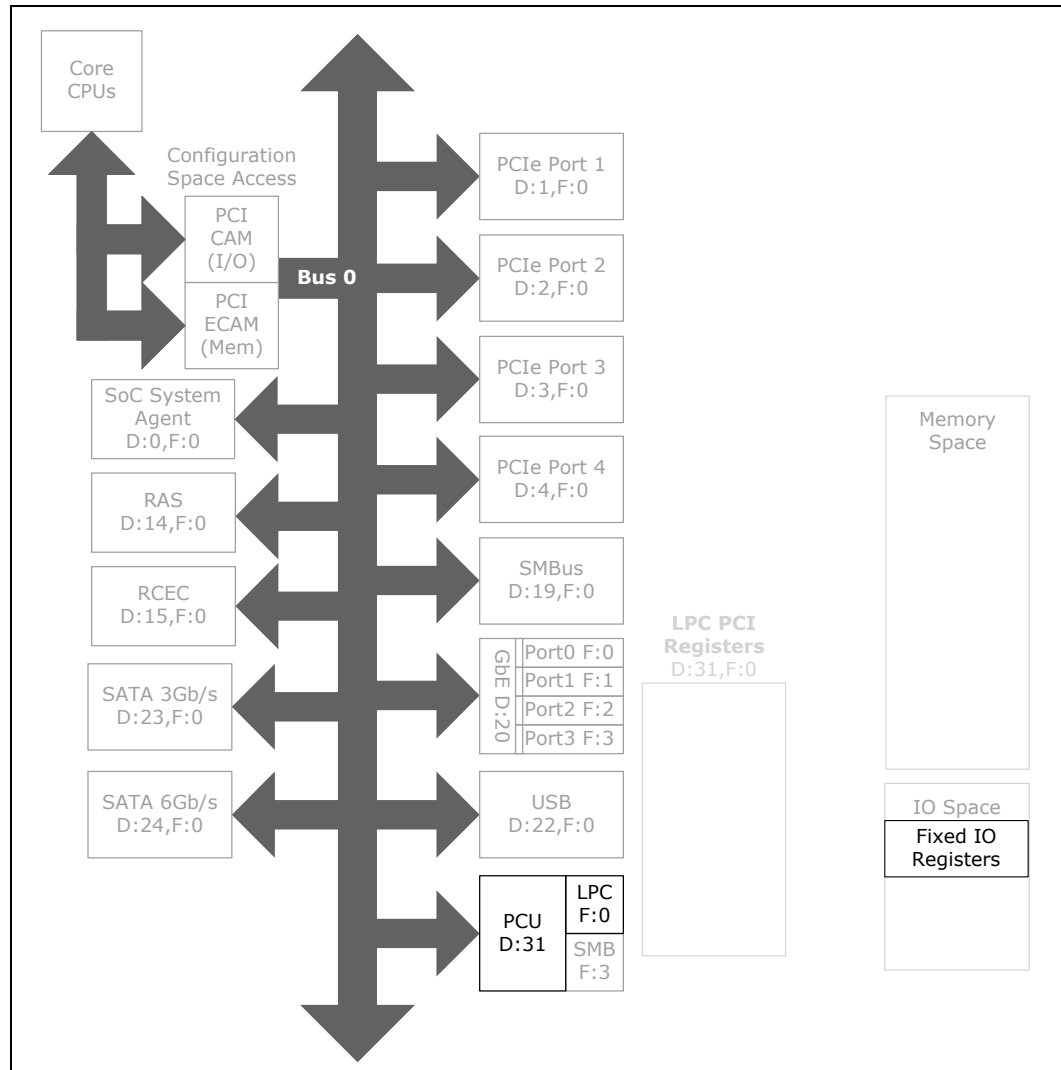 Core
CPUs
Configuration
Space Access
PCI
CAM
(I/O)
PCI
ECAM
(Mem)
Bus 0
SoC System
Agent
D:0,F:0
RAS
D:14,F:0
RCEC
D:15,F:0
SATA 3Gb/s
D:23,F:0
SATA 6Gb/s
D:24,F:0
PCIe Port 1
D:1,F:0
PCIe Port 2
D:2,F:0
PCIe Port 3
D:3,F:0
PCIe Port 4
D:4,F:0
SMBus
D:19,F:0
GbE D:20
Port0 F:0
Port1 F:1
Port2 F:2
Port3 F:3
USB
D:22,F:0
PCU
D:31
LPC
F:0
SMB
F:3
LPC PCI
Registers
D:31,F:0
Memory
Space
IO Space
Fixed IO
Registers